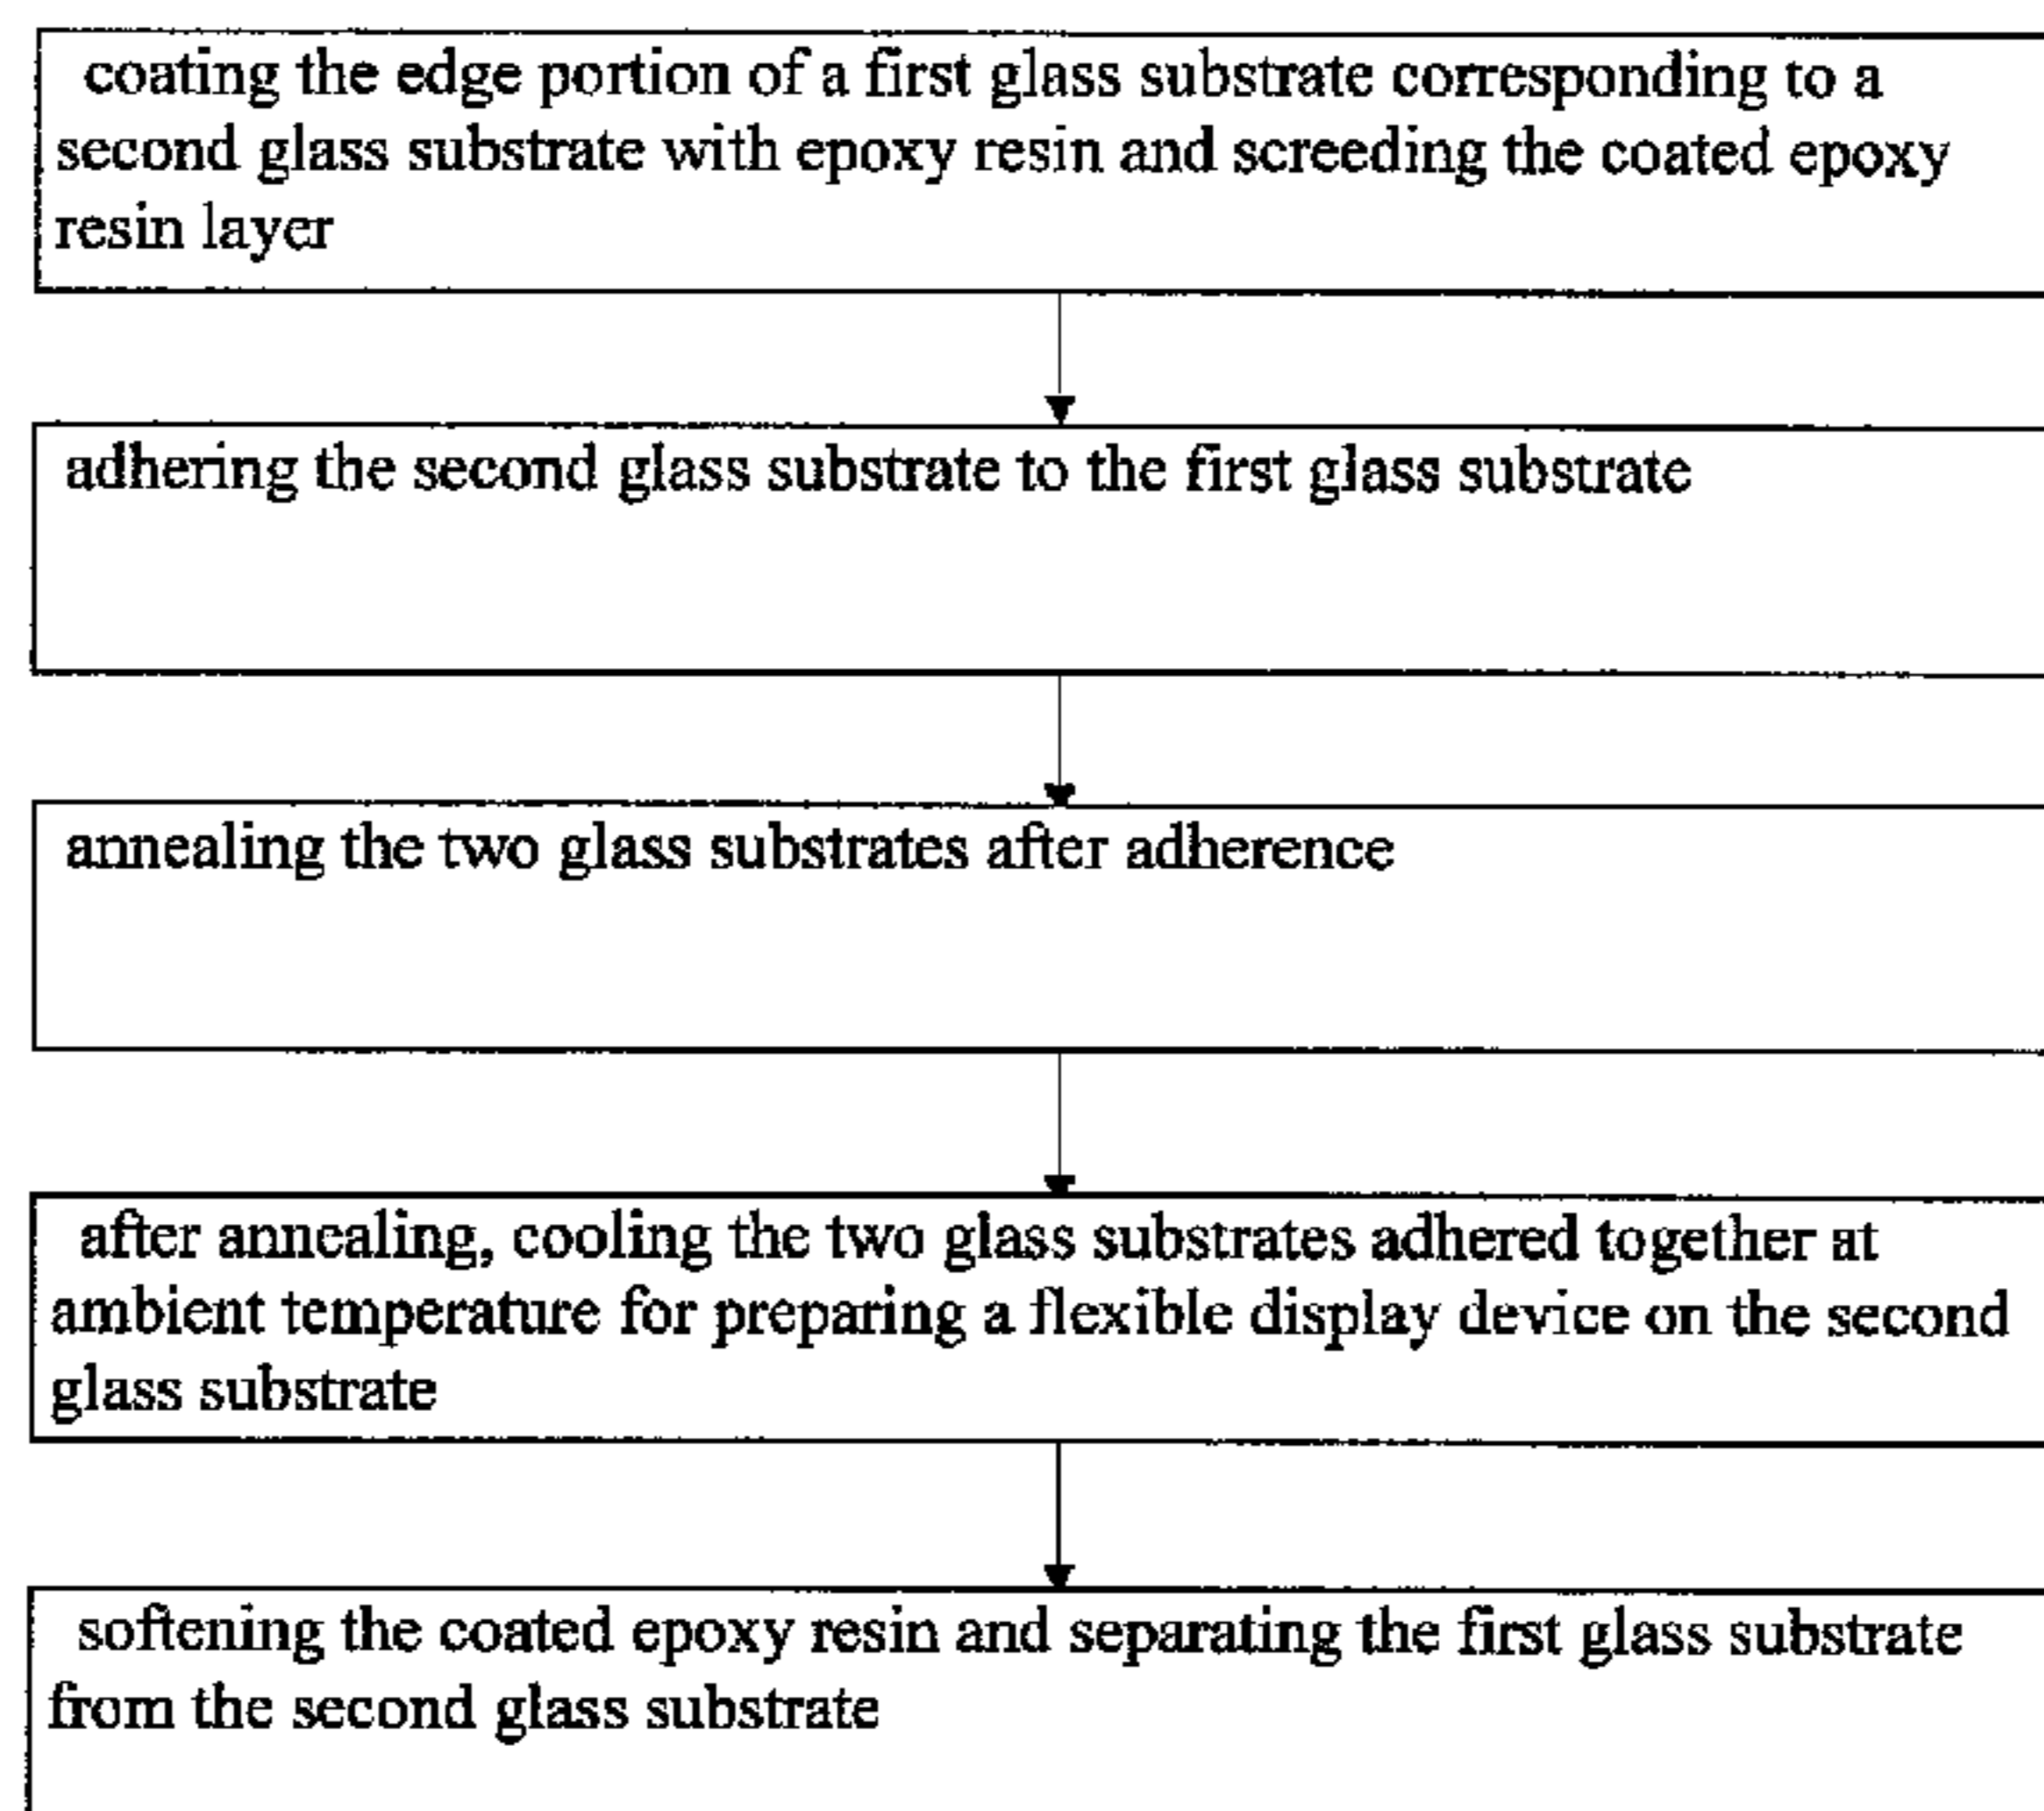 coating the edge portion of a first glass substrate corresponding to a
second glass substrate with epoxy resin and screeding the coated epoxy
resin layer
adhering the second glass substrate to the first glass substrate
annealing the two glass substrates after adherence
after annealing, cooling the two glass substrates adhered together at
ambient temperature for preparing a flexible display device on the second
glass substrate
softening the coated epoxy resin and separating the first glass substrate
from the second glass substrate